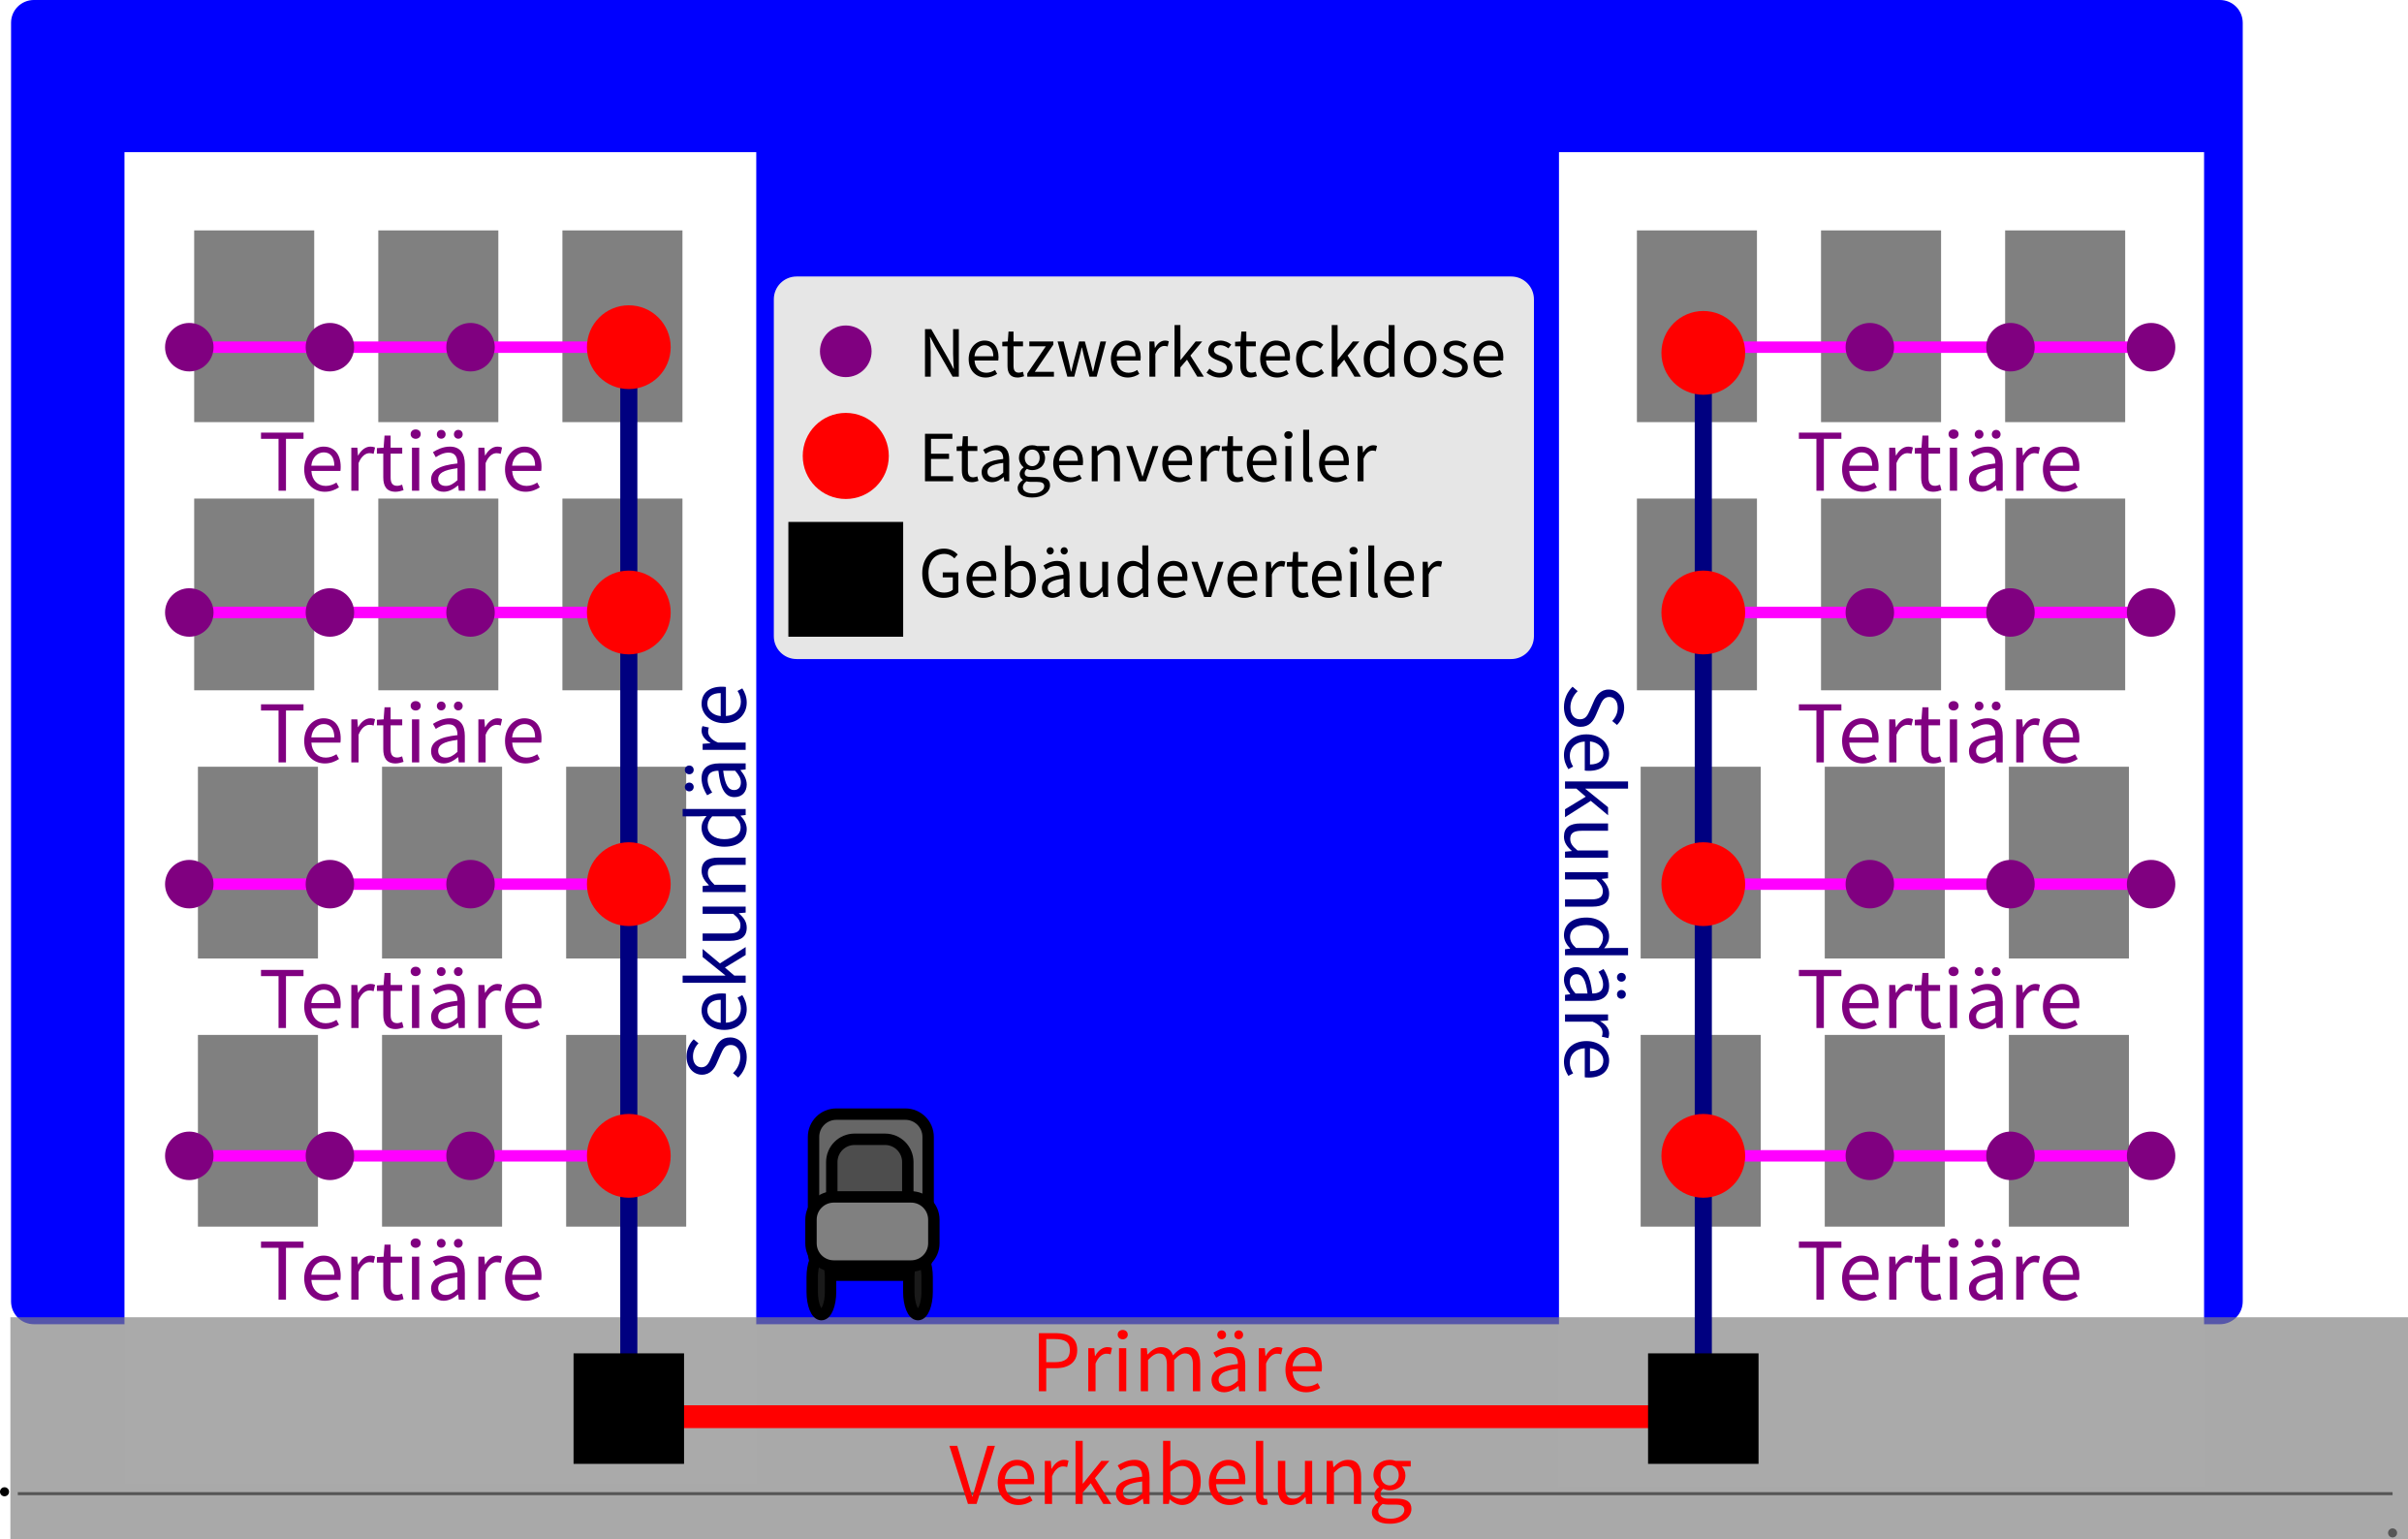 Netzwerksteckdose
Etagenverteiler
Gebäudeverteiler
Tertiäre
Tertiäre
Tertiäre
Tertiäre
Sekundäre
Sekundäre
Tertiäre
Tertiäre
Tertiäre
Tertiäre
Primäre
Verkabelung